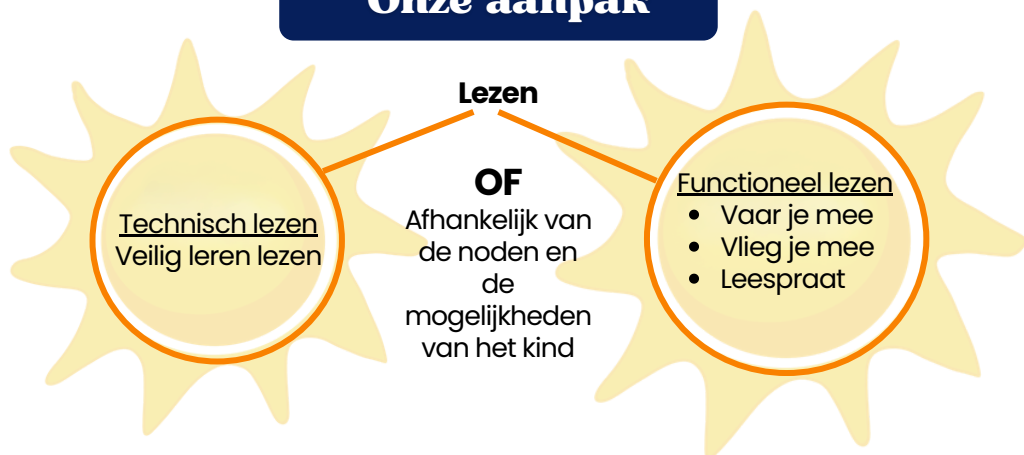 Onze aanpak
Lezen
Technisch lezen
Veilig leren lezen
OF
Afhankelijk van
de noden en
de
mogelijkheden
van het kind
Functioneel lezen
• Vaar je mee
• Vlieg je mee
• Leespraat